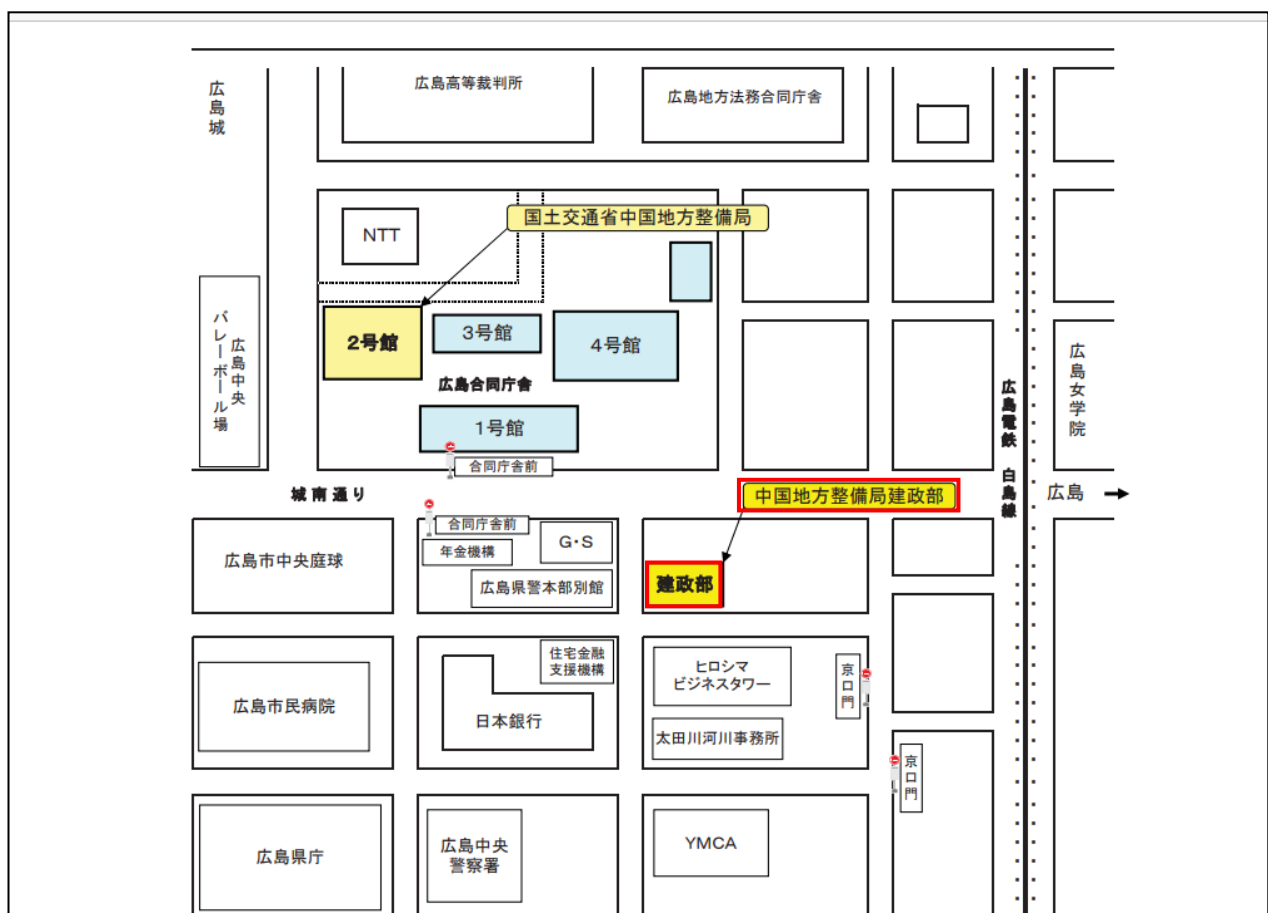 広島城
広島高等裁判所
広島地方法務合同庁舎
NTT
国土交通省中国地方整備局
広島中央
バレーボール場
2号館
3号館
4号館
広島合同庁舎
1号館
合同庁舎前
広島電鉄 白島線
広島女学院
城南通り
中国地方整備局建政部
広島
広島市中央庭球
合同庁舎前
年金機構
G・S
広島県警本部別館
建政部
広島市民病院
住宅金融
支援機構
日本銀行
ヒロシマ
ビジネスタワー
太田川河川事務所
京口門
京口門
広島県庁
広島中央
警察署
YMCA